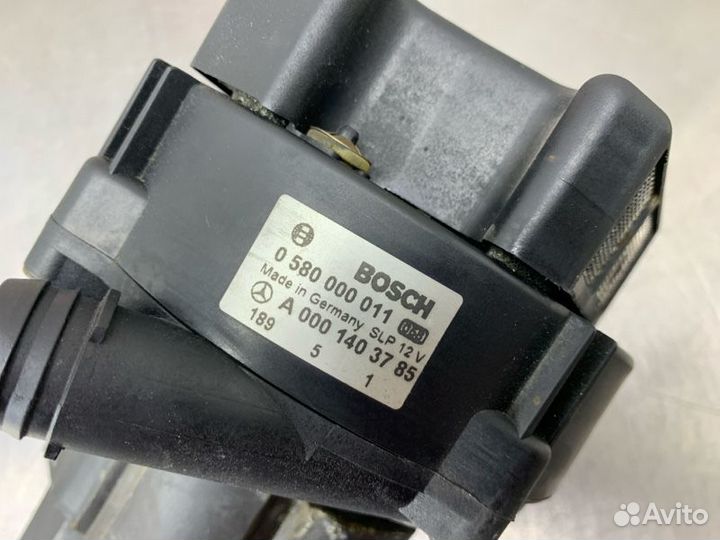 BOSCH
0 580 000 011
Made in Germany SLP 12 V
A 000 140 37 85
189 5 1
Avito